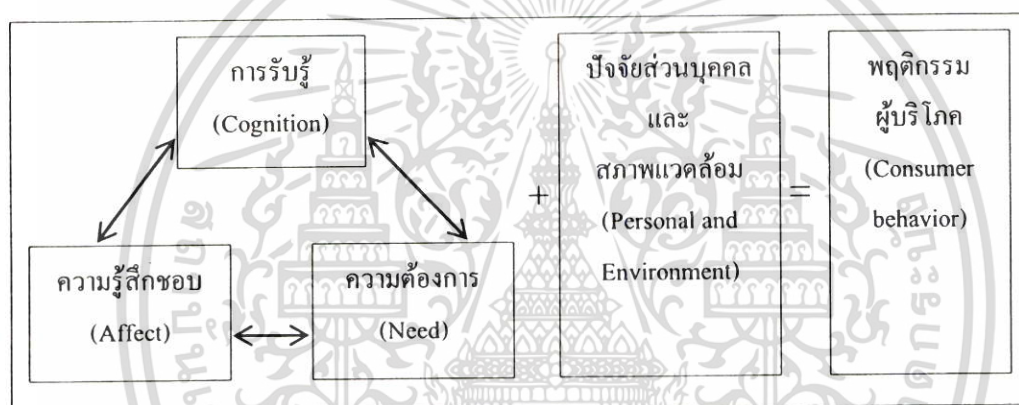 การรับรู้
(Cognition)
ความรู้สึกชอบ
(Affect)
ความต้องการ
(Need)
+
ปัจจัยส่วนบุคคล
และ
สภาพแวดล้อม
(Personal and
Environment)
=
พฤติกรรม
ผู้บริโภค
(Consumer
behavior)